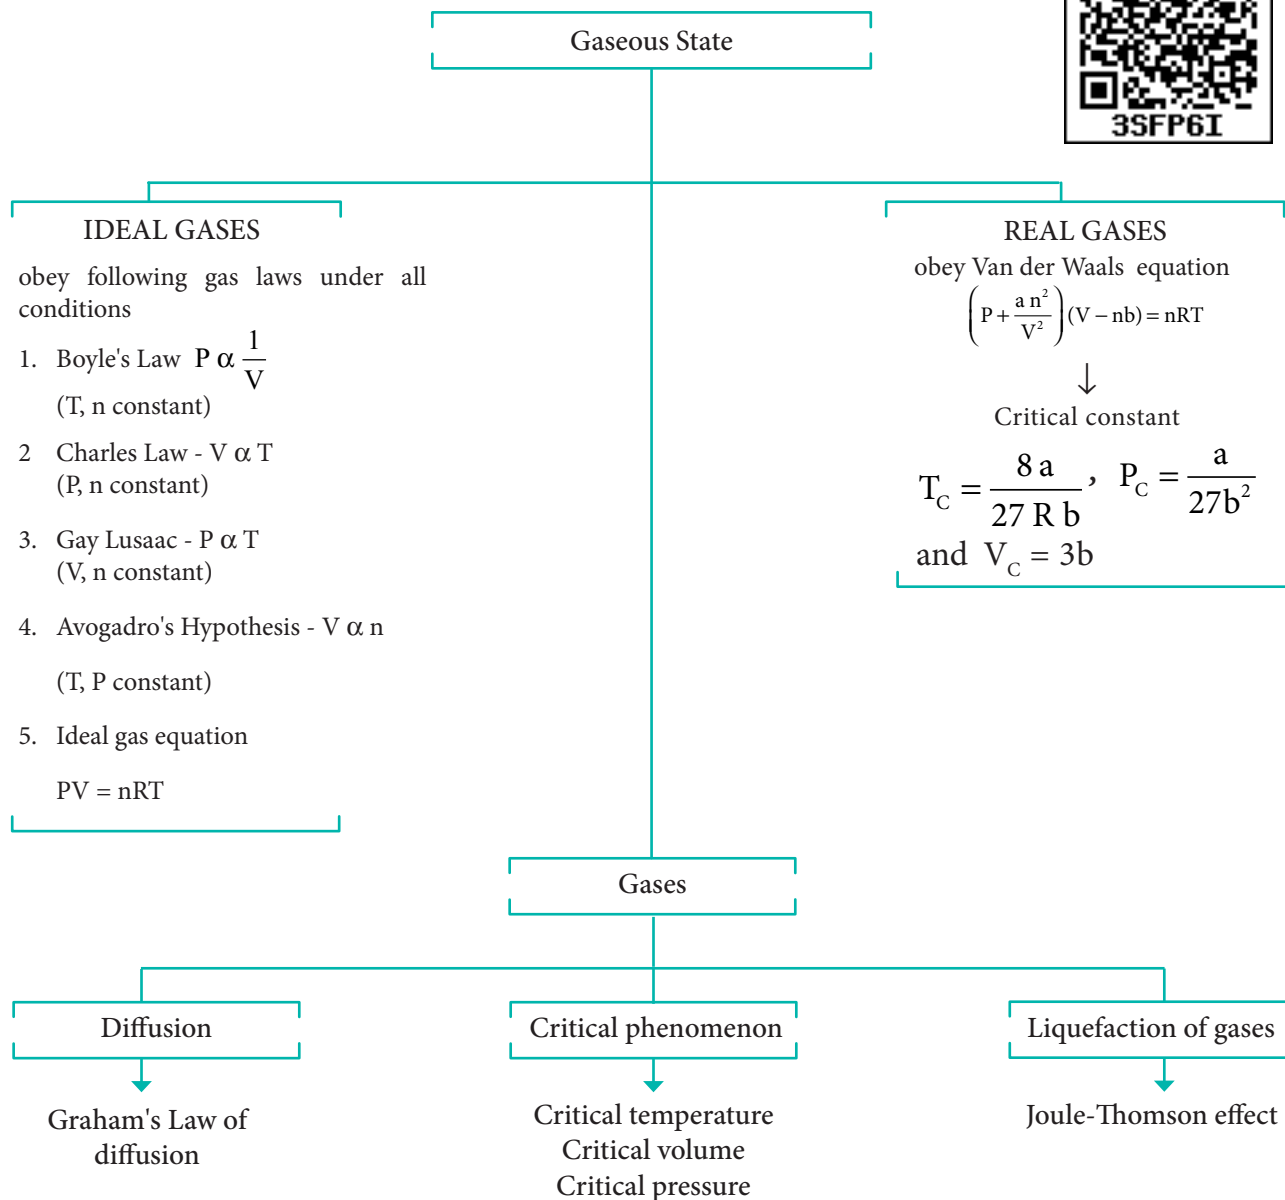 Gaseous State
3SFP6I
IDEAL GASES
obey following gas laws under all
conditions
1. Boyle's Law P α 1/V
(T, n constant)
2 Charles Law - V α T
(P, n constant)
3. Gay Lusaac - P α T
(V, n constant)
4. Avogadro's Hypothesis - V α n
(T, P constant)
5. Ideal gas equation
PV = nRT
REAL GASES
obey Van der Waals equation
(P + a n²/V²) (V − nb) = nRT
↓
Critical constant
T_C = 8 a / 27 R b, P_C = a / 27b²
and V_C = 3b
Gases
Diffusion
Graham's Law of
diffusion
Critical phenomenon
Critical temperature
Critical volume
Critical pressure
Liquefaction of gases
Joule-Thomson effect